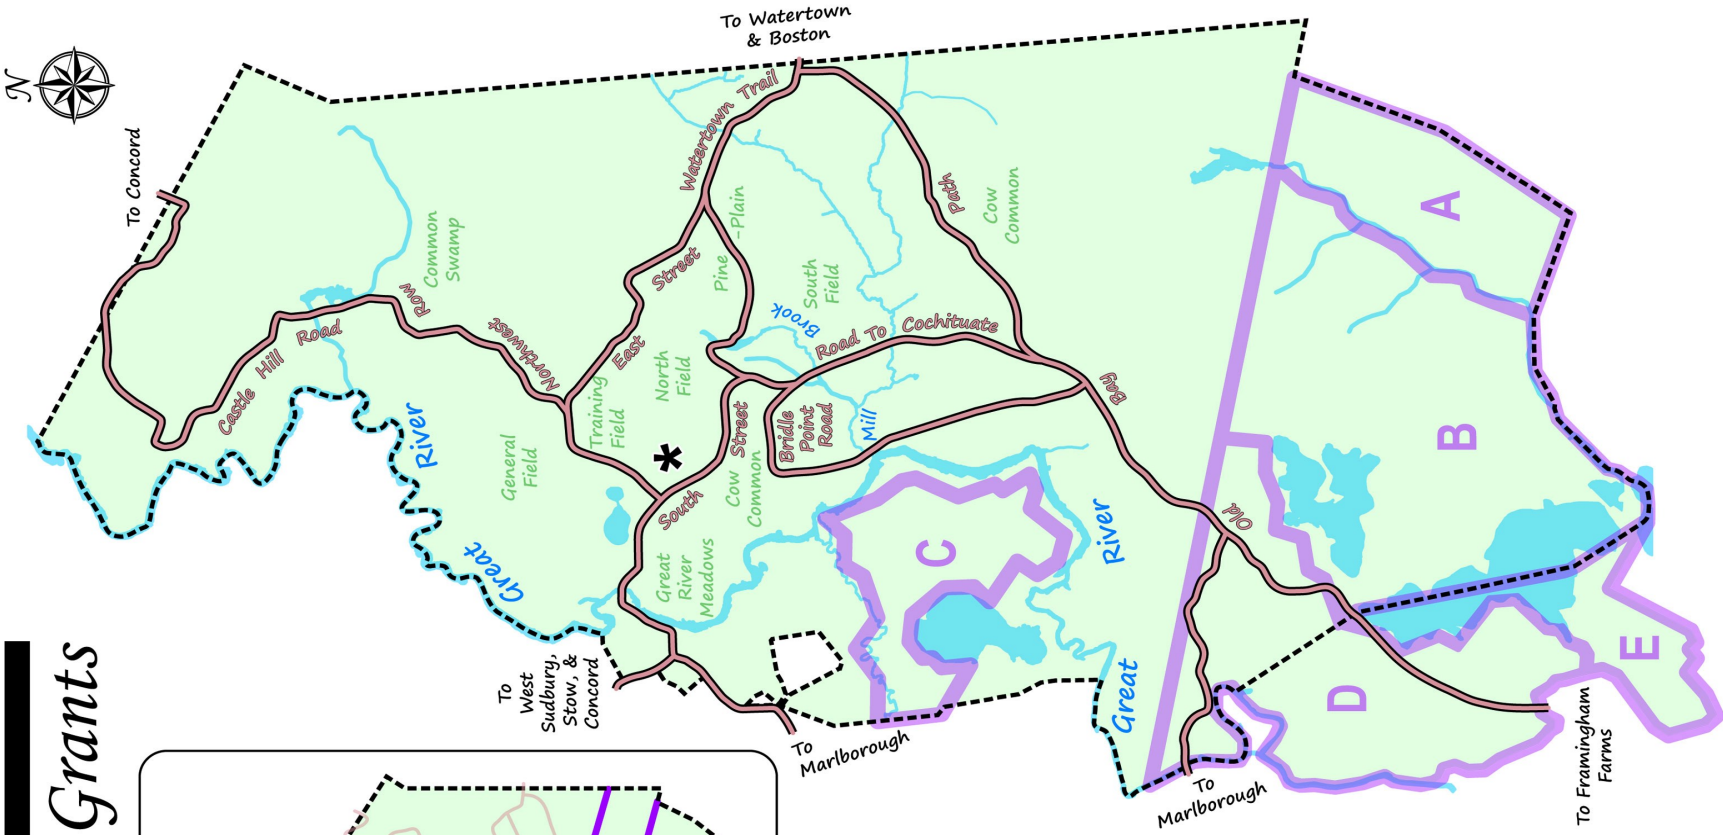 N
To Watertown
& Boston
To Concord
Watertown Trail
Path
Cow
Common
Common
Swamp
Pine -Plain
Street
East
South
Field
Brook
Road To Cochituate
Row
Northwest
Castle Hill Road
North
Field
Training
Field
General
Field
River
Great
*
Street
South
Bridle
Point
Road
Mill
Cow
Common
Great
River
Meadows
Bay
Old
River
Great
A
B
C
D
E
To
West
Sudbury,
Stow, &
Concord
To
Marlborough
To
Marlborough
To Framingham
Farms
Grants